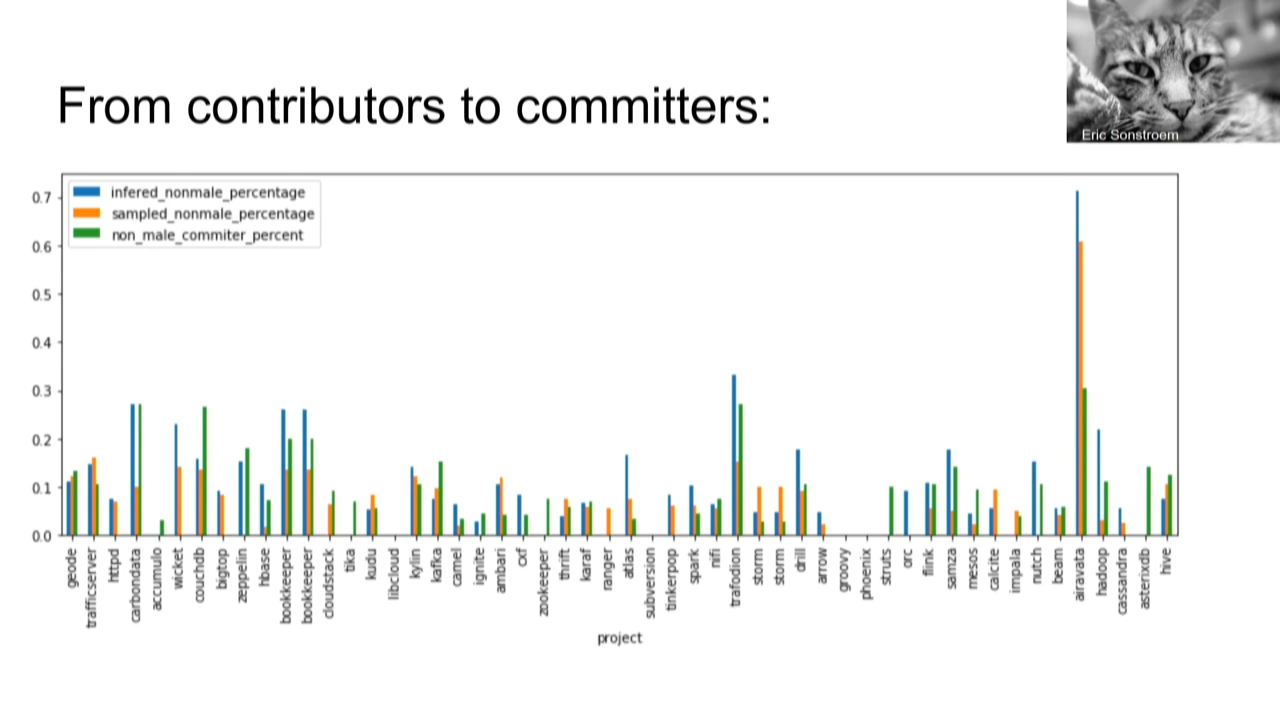 Eric Sonstroem
From contributors to committers:
infered_nonmale_percentage
sampled_nonmale_percentage
non_male_commiter_percent
0.7
0.6
0.5
0.4
0.3
0.2
0.1
0.0
geode
trafficserver
httpd
carbondata
accumulo
wicket
couchdb
bigtop
zeppelin
hbase
bookkeeper
bookkeeper
cloudstack
tika
kudu
libcloud
kylin
kafka
camel
ignite
ambari
cxf
zookeeper
thrift
karaf
ranger
atlas
subversion
tinkerpop
spark
nifi
trafodion
storm
storm
drill
arrow
groovy
phoenix
struts
orc
flink
samza
mesos
calcite
impala
nutch
beam
airavata
hadoop
cassandra
asterixdb
hive
project